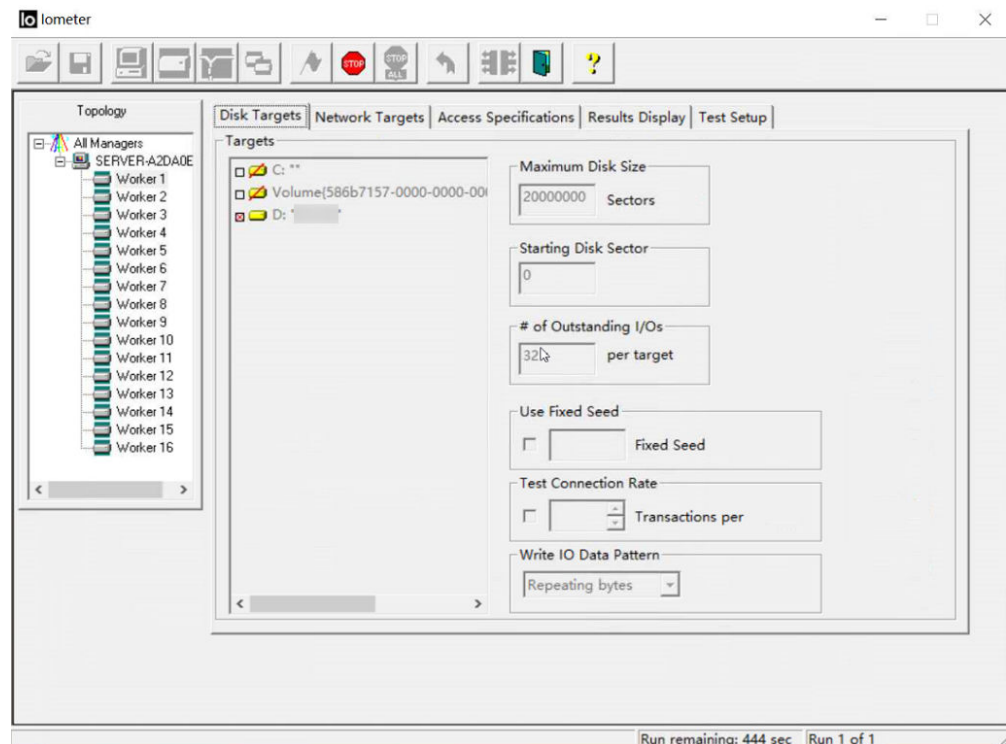 Iometer
STOP
STOP
ALL
Topology
All Managers
SERVER-A2DA0E
Worker 1
Worker 2
Worker 3
Worker 4
Worker 5
Worker 6
Worker 7
Worker 8
Worker 9
Worker 10
Worker 11
Worker 12
Worker 13
Worker 14
Worker 15
Worker 16
Disk Targets
Network Targets
Access Specifications
Results Display
Test Setup
Targets
C: ""
Volume{586b7157-0000-0000-00
D: " "
Maximum Disk Size
20000000 Sectors
Starting Disk Sector
0
# of Outstanding I/Os
32 per target
Use Fixed Seed
Fixed Seed
Test Connection Rate
Transactions per
Write IO Data Pattern
Repeating bytes
Run remaining: 444 sec
Run 1 of 1